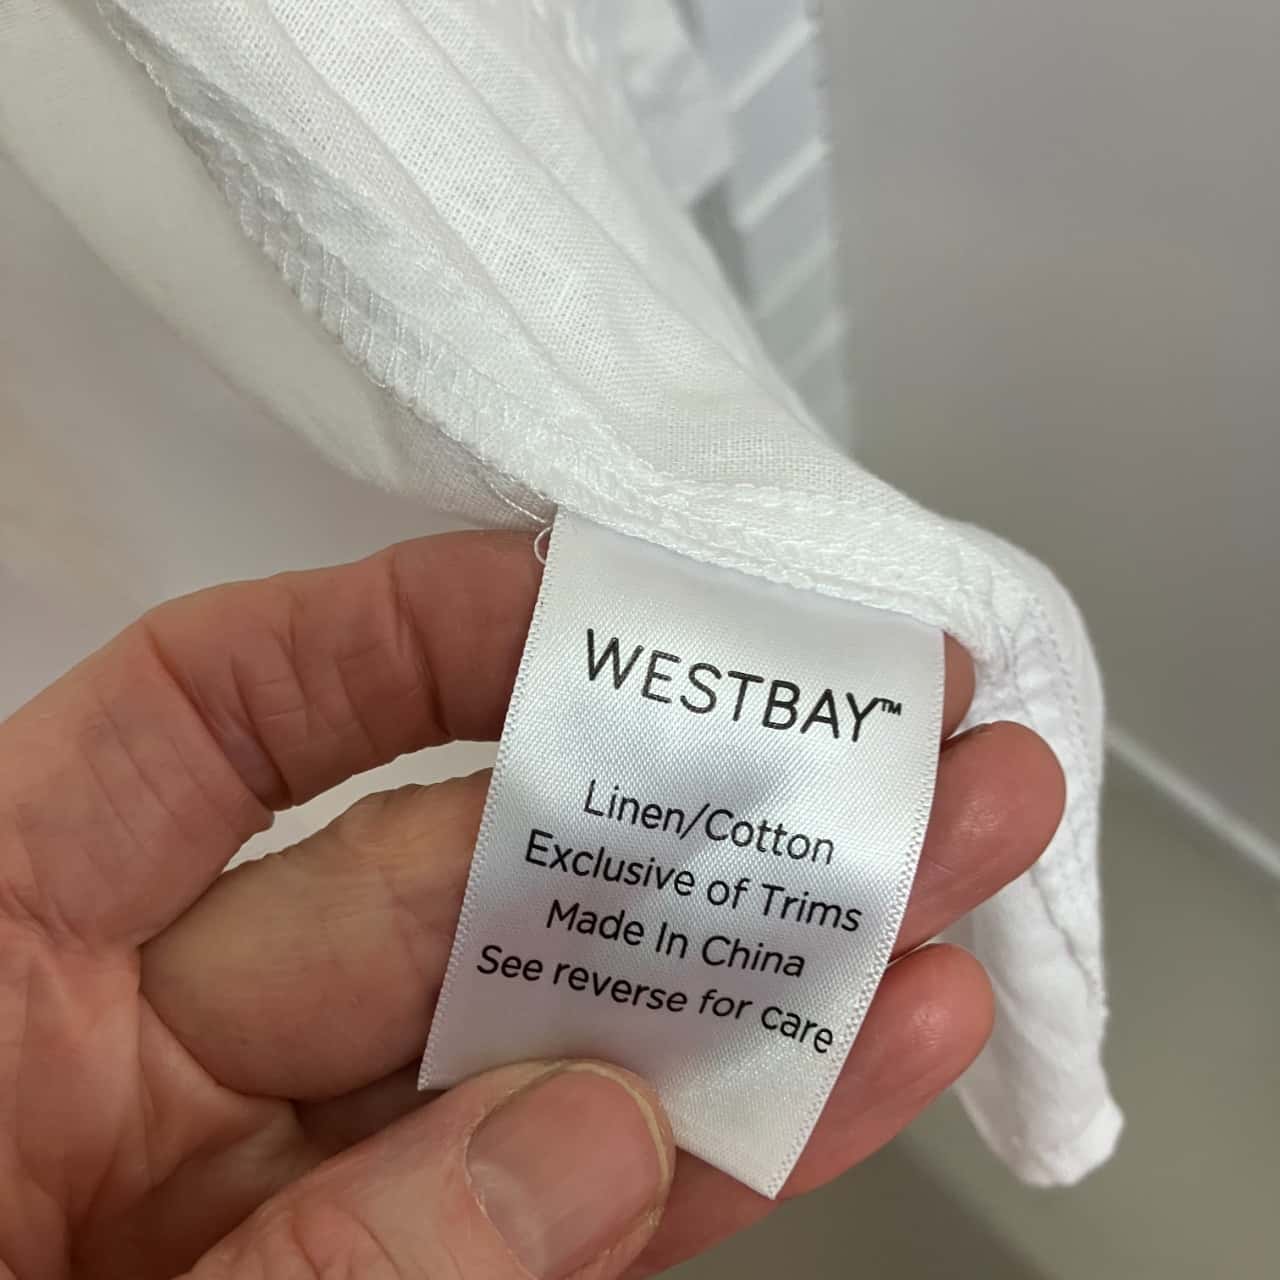 WESTBAY™
Linen/Cotton
Exclusive of Trims
Made In China
See reverse for care